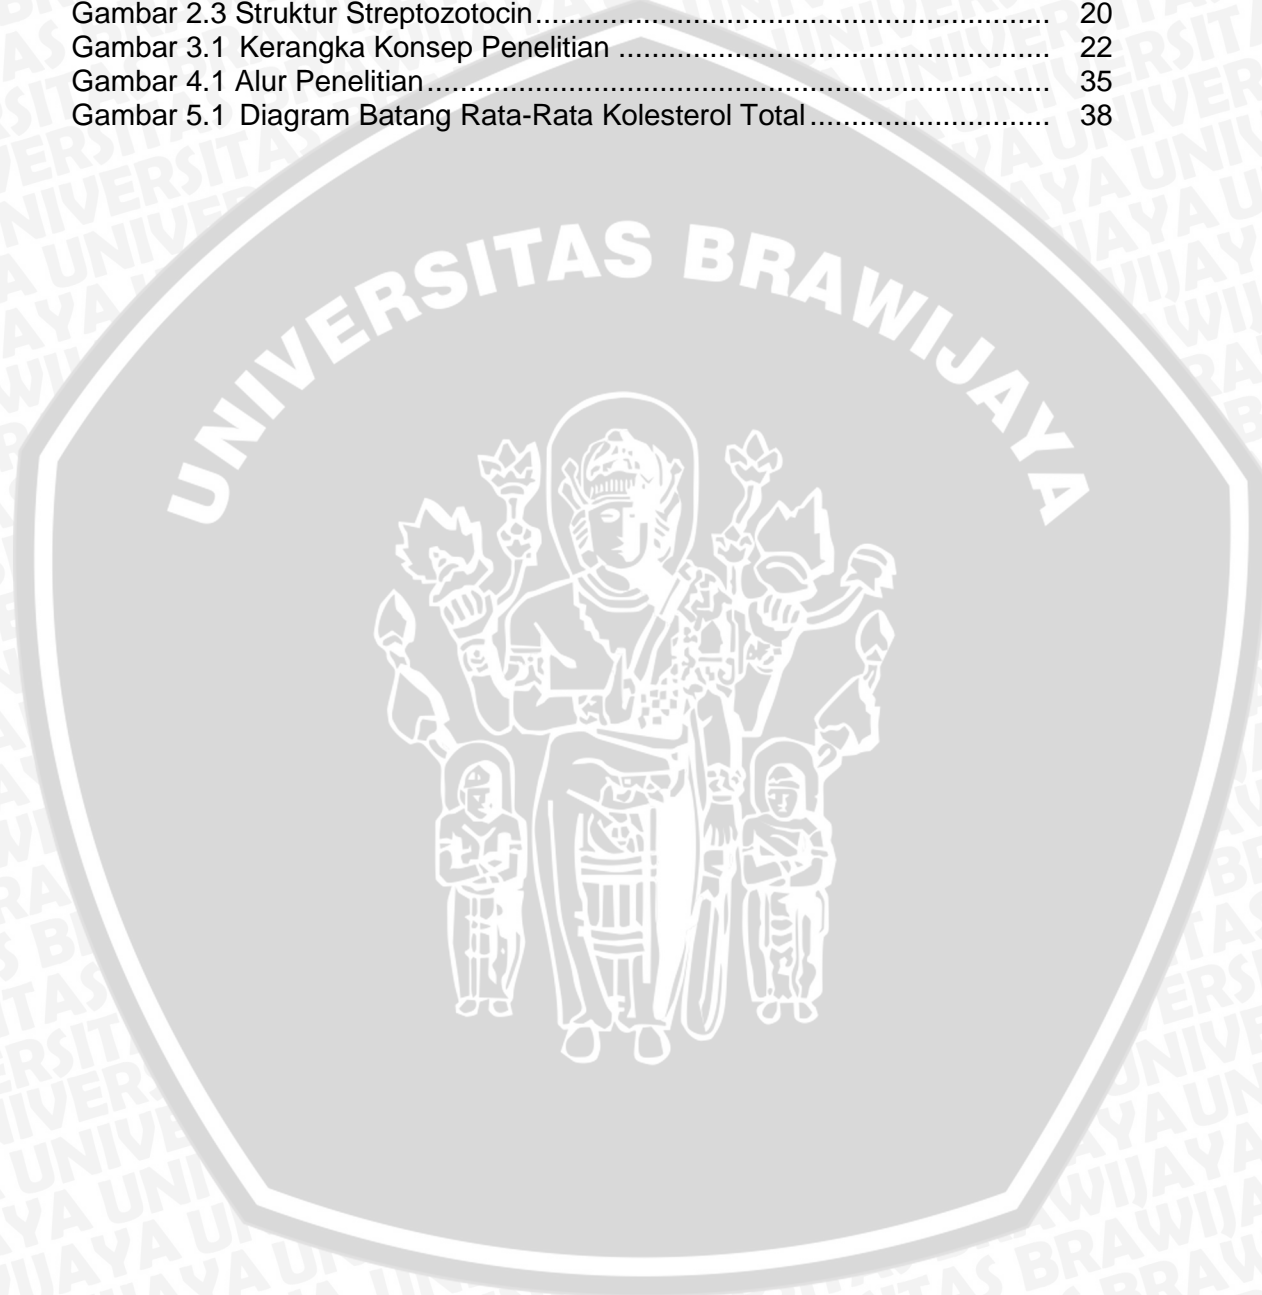 Gambar 2.3 Struktur Streptozotocin.............................................................. 20
Gambar 3.1 Kerangka Konsep Penelitian .................................................... 22
Gambar 4.1 Alur Penelitian........................................................................... 35
Gambar 5.1 Diagram Batang Rata-Rata Kolesterol Total ............................. 38
UNIVERSITAS BRAWIJAYA